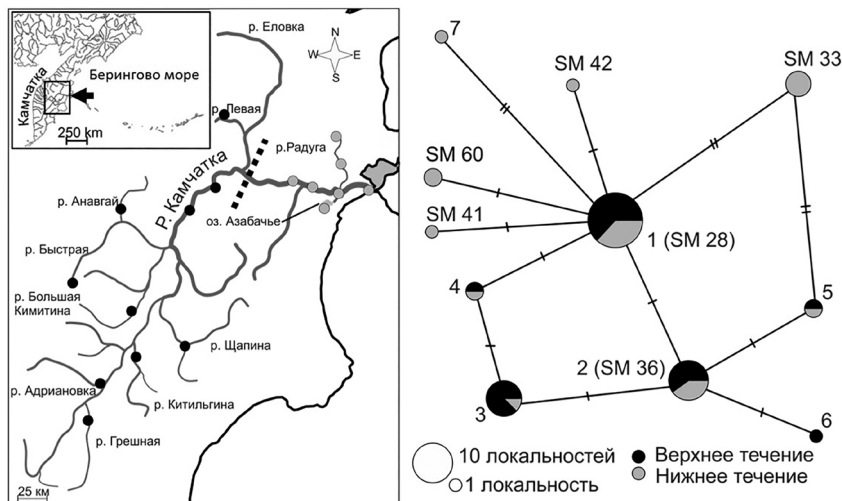 Камчатка
Берингово море
250 km
р. Еловка
N
W E
S
р. Левая
р.Радуга
Р. Камчатка
р. Анавгай
оз. Азабачье
р. Быстрая
р. Большая
Кимитина
р. Щапина
р. Адриановка
р. Китильгина
р. Грешная
25 км
7
SM 42
SM 33
SM 60
SM 41
1 (SM 28)
4
5
2 (SM 36)
3
6
10 локальностей
1 локальность
Верхнее течение
Нижнее течение